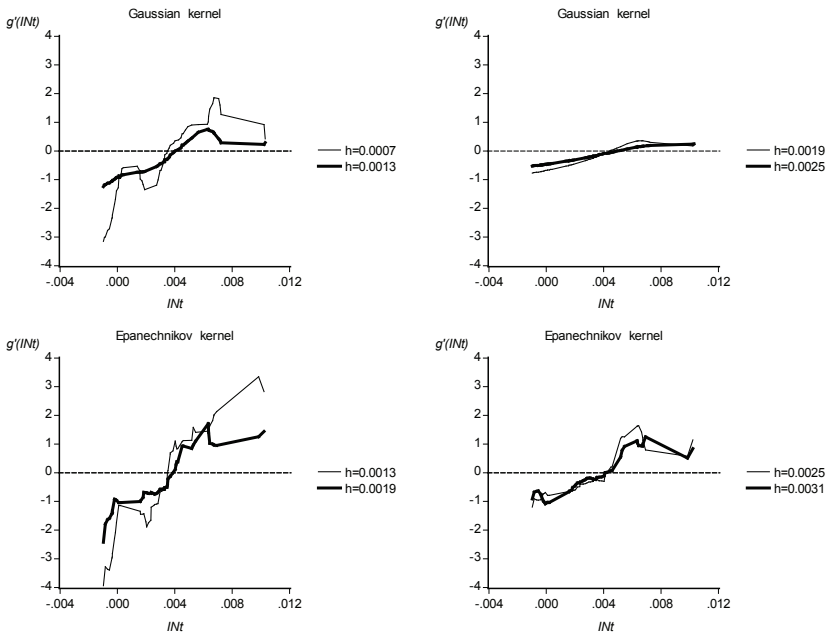 Gaussian kernel
g'(INt)
4
3
2
1
0
-1
-2
-3
-4
-.004 .000 .004 .008 .012
INt
h=0.0007
h=0.0013
Gaussian kernel
g'(INt)
4
3
2
1
0
-1
-2
-3
-4
-.004 .000 .004 .008 .012
INt
h=0.0019
h=0.0025
Epanechnikov kernel
g'(INt)
4
3
2
1
0
-1
-2
-3
-4
-.004 .000 .004 .008 .012
INt
h=0.0013
h=0.0019
Epanechnikov kernel
g'(INt)
4
3
2
1
0
-1
-2
-3
-4
-.004 .000 .004 .008 .012
INt
h=0.0025
h=0.0031